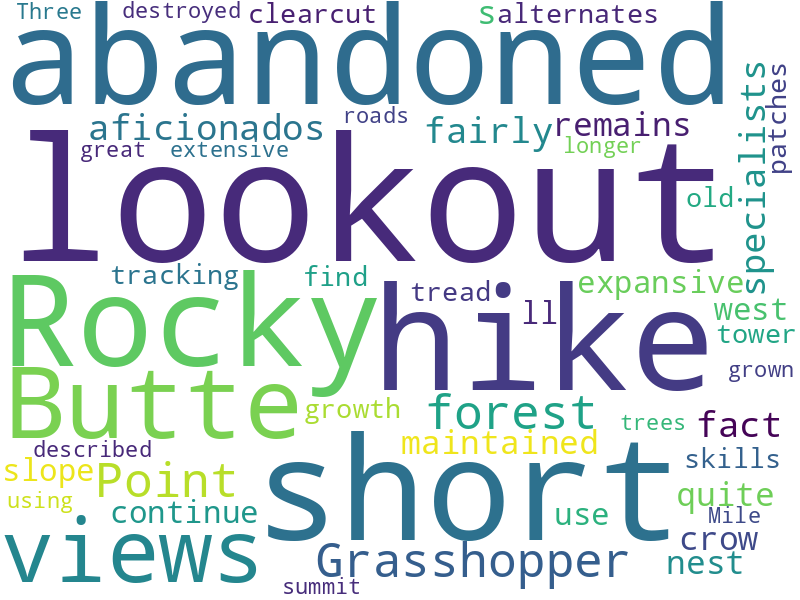 Three destroyed clearcut s alternates
abandoned
aficionados roads fairly remains
great extensive longer
specialists patches
lookout
old
tracking find tread ll expansive
Rocky hike west
tower
grown
Butte
growth forest trees fact
described maintained
short
skills
slope Point
using continue use quite
Mile
views crow
Grasshopper nest
summit